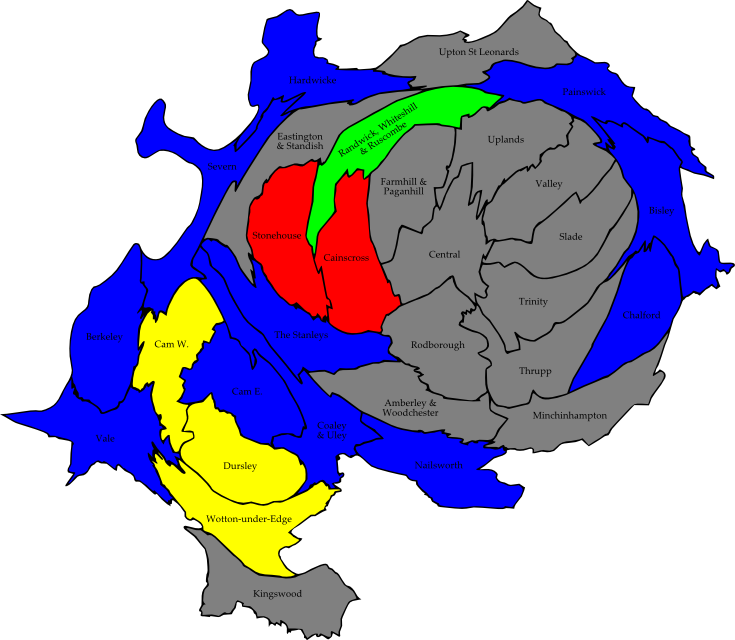 Upton St Leonards
Hardwicke
Painswick
Randwick, Whiteshill
& Ruscombe
Eastington
& Standish
Uplands
Severn
Farmhill &
Paganhill
Valley
Bisley
Stonehouse
Cainscross
Central
Slade
Trinity
Chalford
Berkeley
Cam W.
The Stanleys
Rodborough
Thrupp
Cam E.
Amberley &
Woodchester
Minchinhampton
Coaley
& Uley
Vale
Dursley
Nailsworth
Wotton-under-Edge
Kingswood